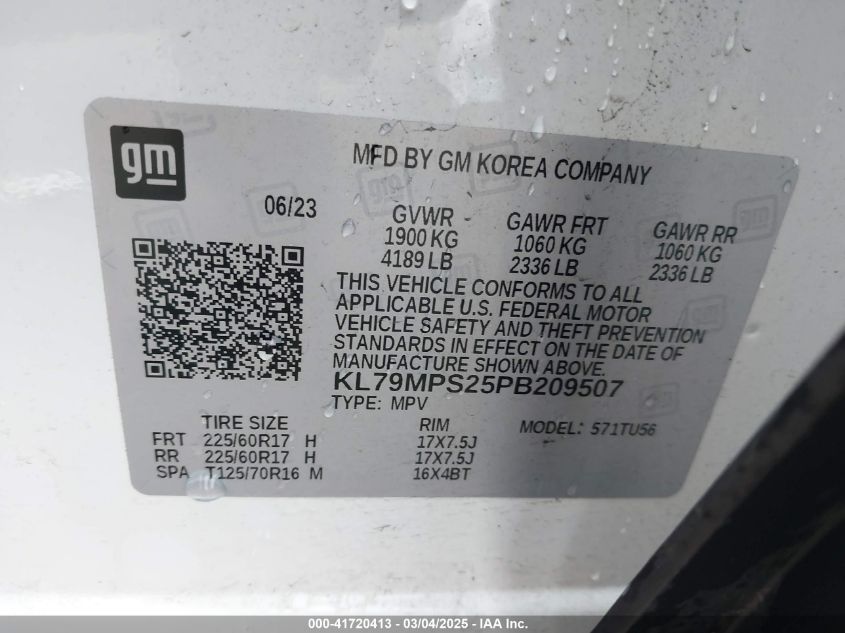 gm
MFD BY GM KOREA COMPANY
06/23
GVWR GAWR FRT GAWR RR
1900 KG 1060 KG 1060 KG
4189 LB 2336 LB 2336 LB
THIS VEHICLE CONFORMS TO ALL
APPLICABLE U.S. FEDERAL MOTOR
VEHICLE SAFETY AND THEFT PREVENTION
STANDARDS IN EFFECT ON THE DATE OF
MANUFACTURE SHOWN ABOVE.
KL79MPS25PB209507
TYPE: MPV
MODEL: 571TU56
TIRE SIZE RIM
FRT 225/60R17 H 17X7.5J
RR 225/60R17 H 17X7.5J
SPA T125/70R16 M 16X4BT
000-41720413 - 03/04/2025 - IAA Inc.